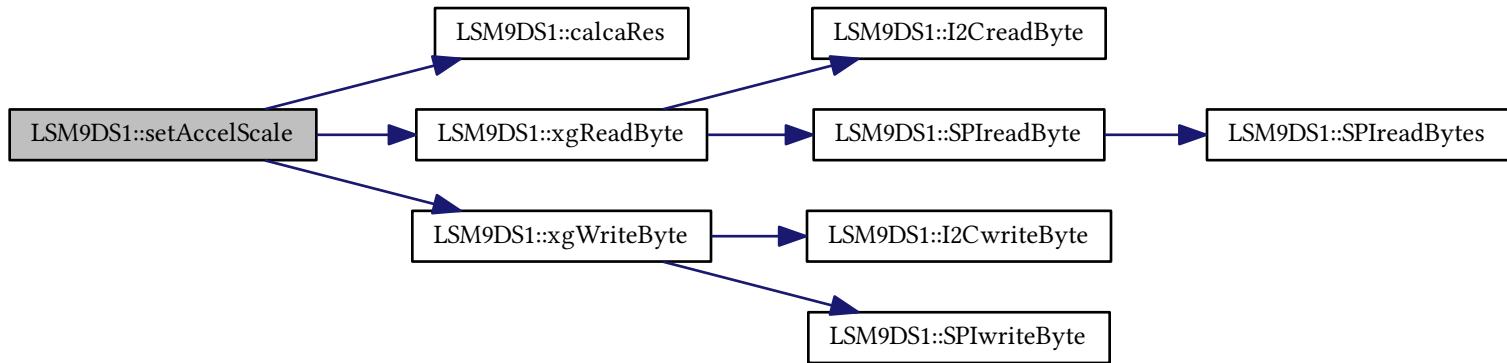 LSM9DS1::calcaRes
LSM9DS1::I2CreadByte
LSM9DS1::setAccelScale
LSM9DS1::xgReadByte
LSM9DS1::SPIreadByte
LSM9DS1::SPIreadBytes
LSM9DS1::xgWriteByte
LSM9DS1::I2CwriteByte
LSM9DS1::SPIwriteByte